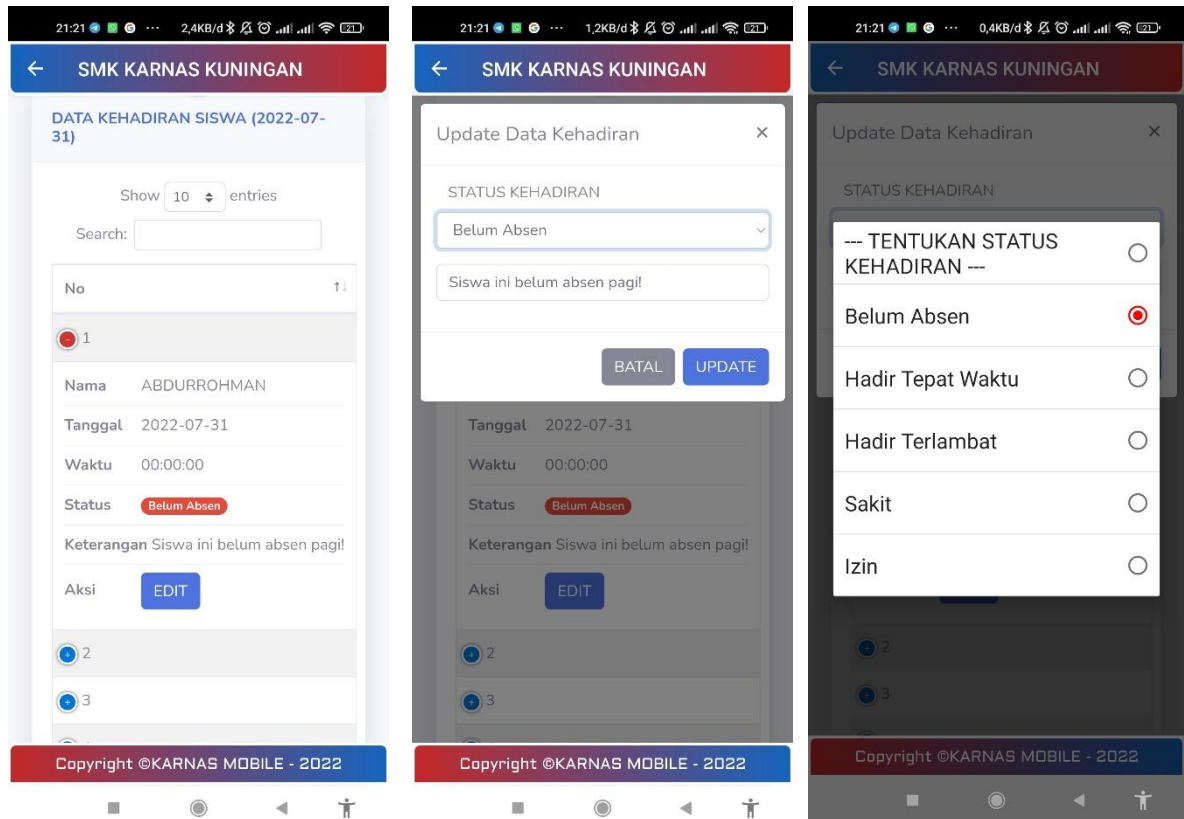 21:21 2,4KB/d 21
SMK KARNAS KUNINGAN
DATA KEHADIRAN SISWA (2022-07-
31)
Show 10 entries
Search:
No
1
Nama ABDURROHMAN
Tanggal 2022-07-31
Waktu 00:00:00
Status Belum Absen
Keterangan Siswa ini belum absen pagi!
Aksi EDIT
2
3
Copyright ©KARNAS MOBILE - 2022
21:21 1,2KB/d 21
SMK KARNAS KUNINGAN
Update Data Kehadiran ×
STATUS KEHADIRAN
Belum Absen
Siswa ini belum absen pagi!
BATAL UPDATE
Tanggal 2022-07-31
Waktu 00:00:00
Status Belum Absen
Keterangan Siswa ini belum absen pagi!
Aksi EDIT
2
3
Copyright ©KARNAS MOBILE - 2022
21:21 0,4KB/d 21
SMK KARNAS KUNINGAN
Update Data Kehadiran ×
STATUS KEHADIRAN
--- TENTUKAN STATUS
KEHADIRAN ---
Belum Absen
Hadir Tepat Waktu
Hadir Terlambat
Sakit
Izin
2
3
Copyright ©KARNAS MOBILE - 2022